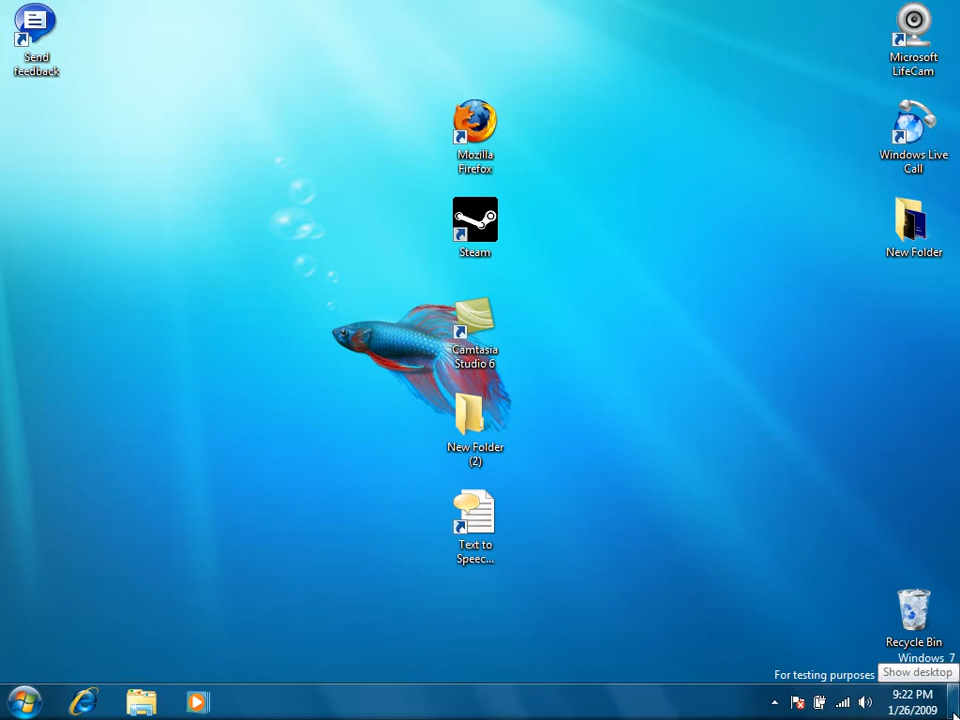 Send
feedback
Microsoft
LifeCam
Mozilla
Firefox
Windows Live
Call
Steam
New Folder
Camtasia
Studio 6
New Folder
(2)
Text to
Speec...
Recycle Bin
Windows 7
For testing purposes
Show desktop
9:22 PM
1/26/2009